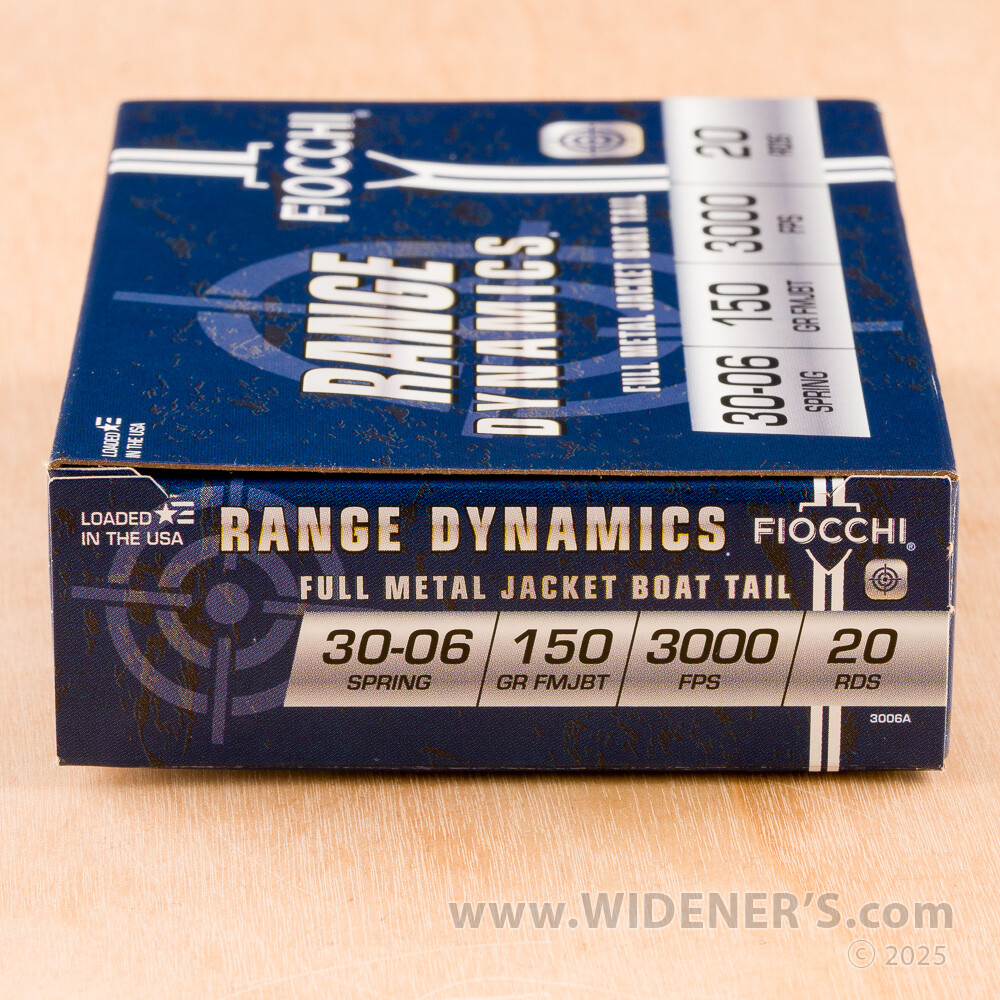 FIOCCHI
RANGE
DYNAMICS
FULL METAL JACKET BOAT TAIL
30-06 150 3000 20
SPRING GR FMJBT FPS RDS
LOADED
IN THE USA
LOADED
IN THE USA
RANGE DYNAMICS
FIOCCHI®
FULL METAL JACKET BOAT TAIL
30-06 150 3000 20
SPRING GR FMJBT FPS RDS
3006A
www.WIDENER'S.com
© 2025